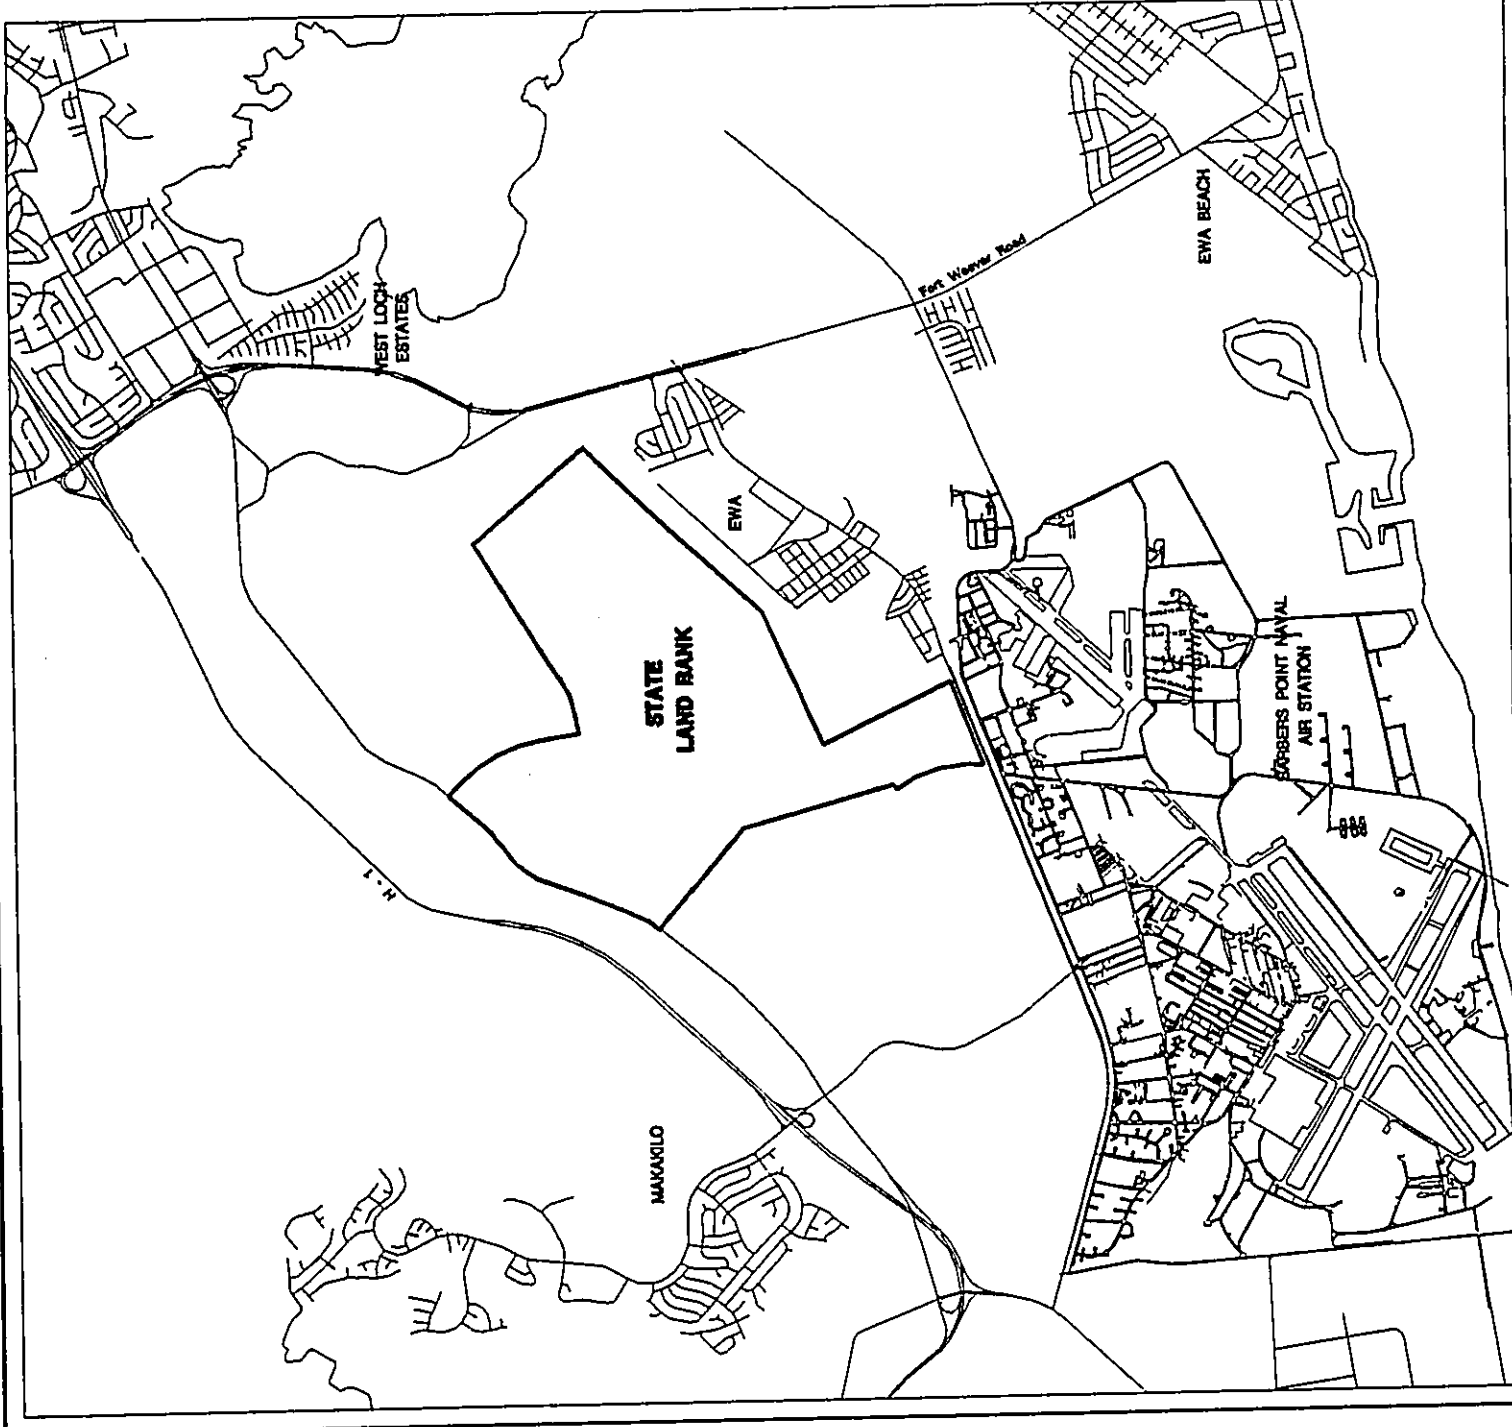 WEST LOCH
ESTATES
Fort Weaver Road
EWA BEACH
EWA
STATE
LAND BANK
BARBERS POINT NAVAL
AIR STATION
H-1
MAKAKILO